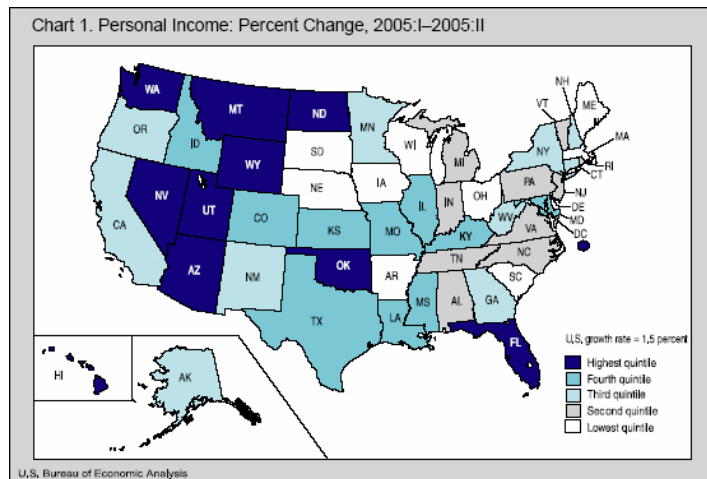 Chart 1. Personal Income: Percent Change, 2005:I–2005:II
WA
MT
ND
MN
VT
NH
ME
OR
ID
WY
SD
WI
MI
NY
MA
RI
CT
NV
UT
NE
IA
IL
IN
OH
PA
NJ
DE
MD
DC
CA
CO
KS
MO
KY
WV
VA
AZ
NM
OK
AR
TN
NC
SC
TX
LA
MS
AL
GA
FL
HI
AK
U,S, growth rate = 1,5 percent
Highest quintile
Fourth quintile
Third quintile
Second quintile
Lowest quintile
U,S, Bureau of Economic Analysis